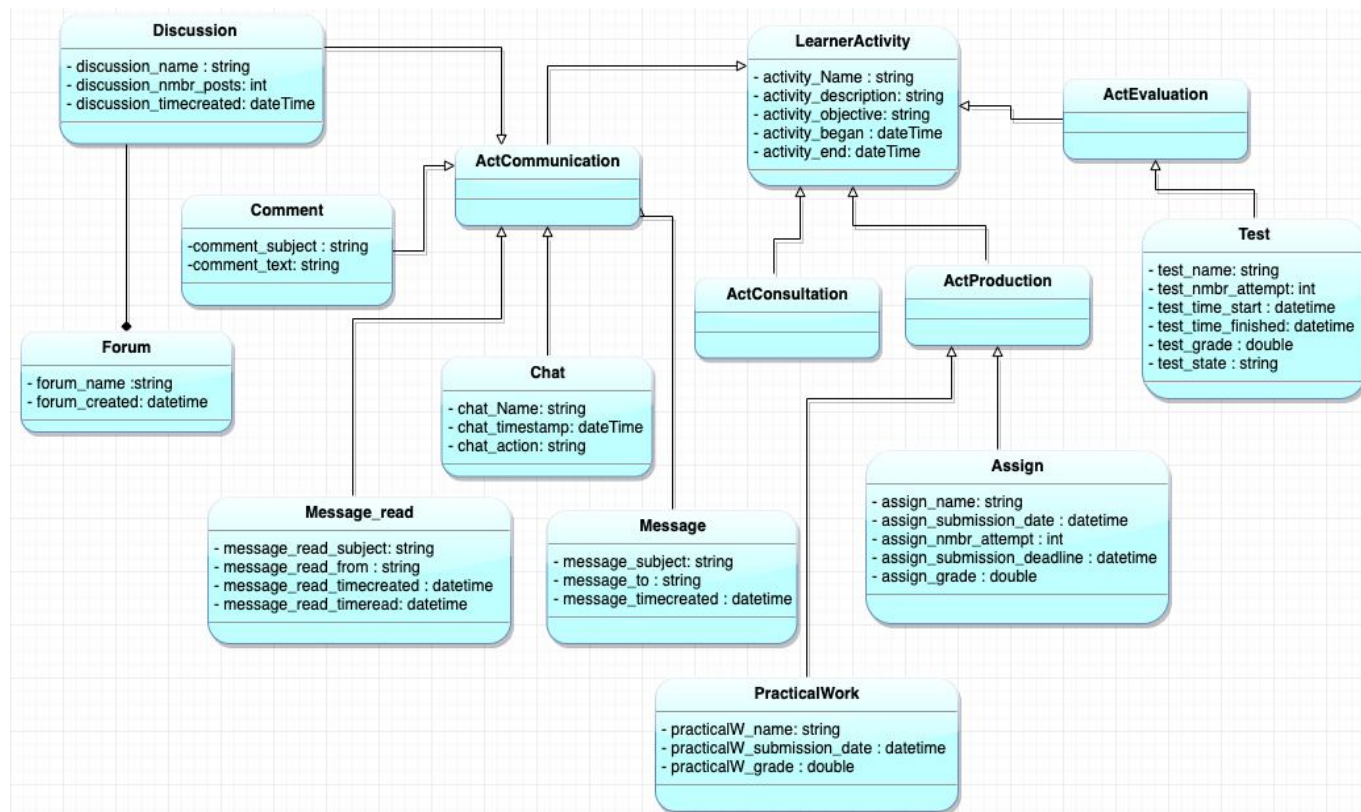 Discussion
- discussion_name : string
- discussion_nmbr_posts: int
- discussion_timecreated: dateTime
LearnerActivity
- activity_Name : string
- activity_description: string
- activity_objective: string
- activity_began : dateTime
- activity_end: dateTime
ActEvaluation
ActCommunication
Comment
-comment_subject : string
-comment_text: string
Test
- test_name: string
- test_nmbr_attempt: int
- test_time_start : datetime
- test_time_finished: datetime
- test_grade : double
- test_state : string
ActConsultation
ActProduction
Forum
- forum_name :string
- forum_created: datetime
Chat
- chat_Name: string
- chat_timestamp: dateTime
- chat_action: string
Assign
- assign_name: string
- assign_submission_date : datetime
- assign_nmbr_attempt : int
- assign_submission_deadline : datetime
- assign_grade : double
Message_read
- message_read_subject: string
- message_read_from : string
- message_read_timecreated : datetime
- message_read_timeread: datetime
Message
- message_subject: string
- message_to : string
- message_timecreated : datetime
PracticalWork
- practicalW_name: string
- practicalW_submission_date : datetime
- practicalW_grade : double